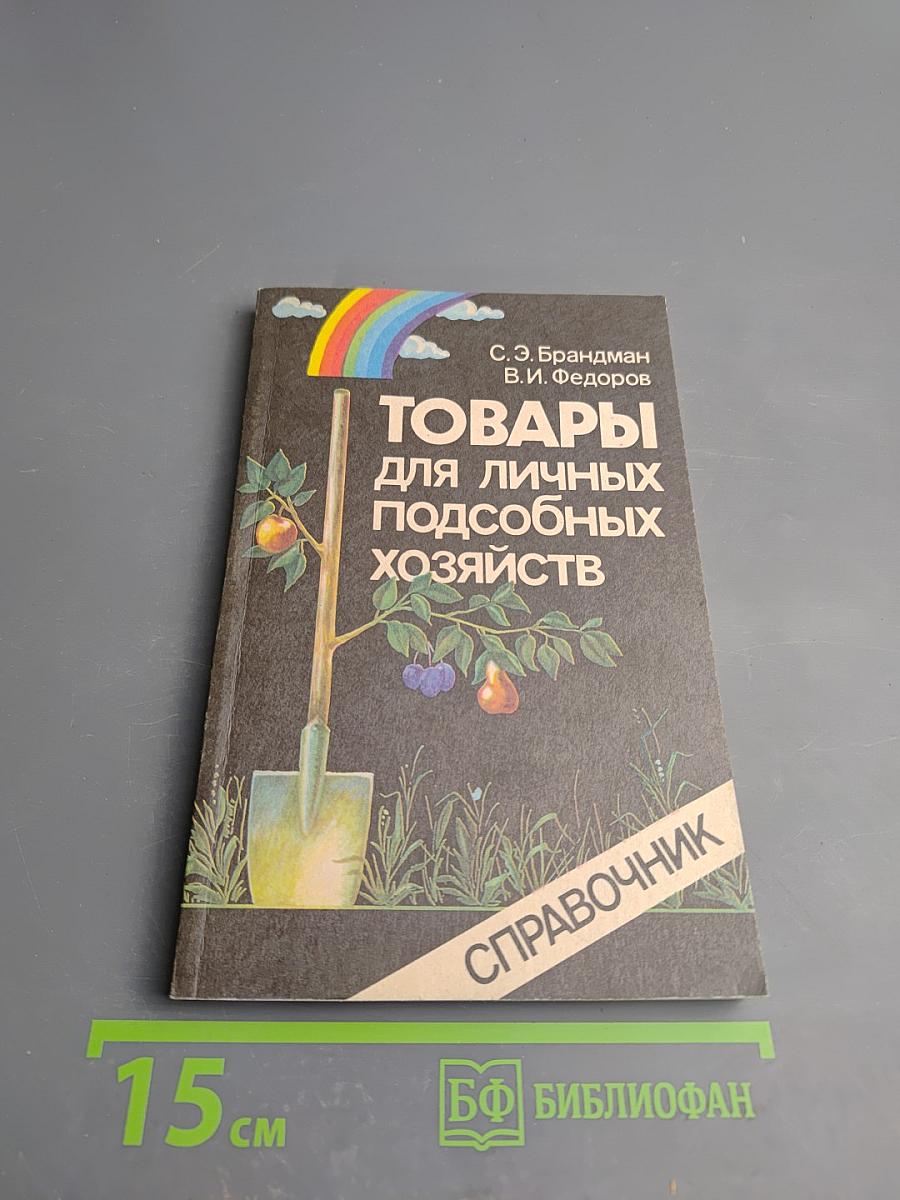 С. Э. Брандман
В. И. Федоров
ТОВАРЫ
для личных
подсобных
хозяйств
СПРАВОЧНИК
15 см
БФ БИБЛИОФАН